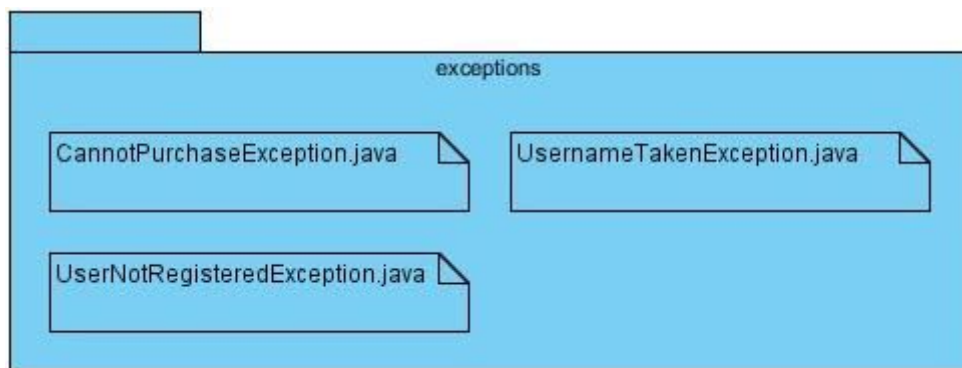 exceptions
CannotPurchaseException.java
UsernameTakenException.java
UserNotRegisteredException.java